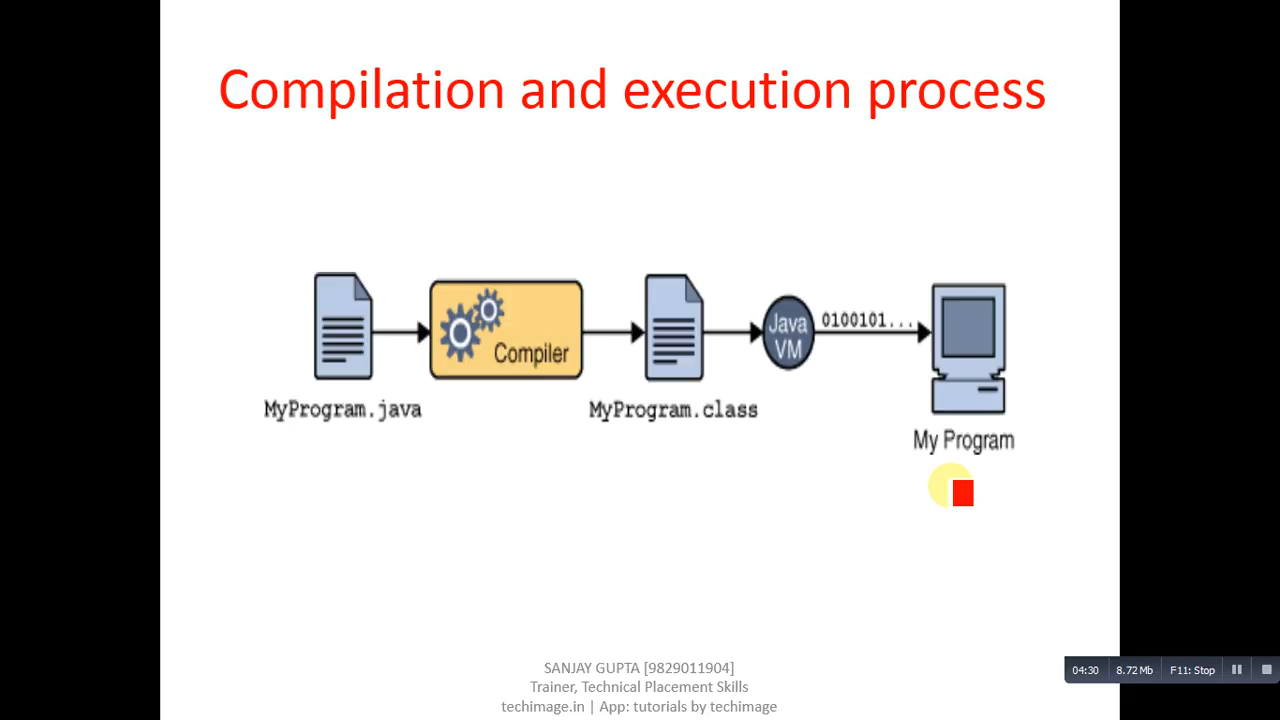 Compilation and execution process
Compiler
Java
VM
0100101...
MyProgram.java
MyProgram.class
My Program
SANJAY GUPTA [9829011904]
Trainer, Technical Placement Skills
techimage.in | App: tutorials by techimage
04:30 8.72 Mb F11: Stop